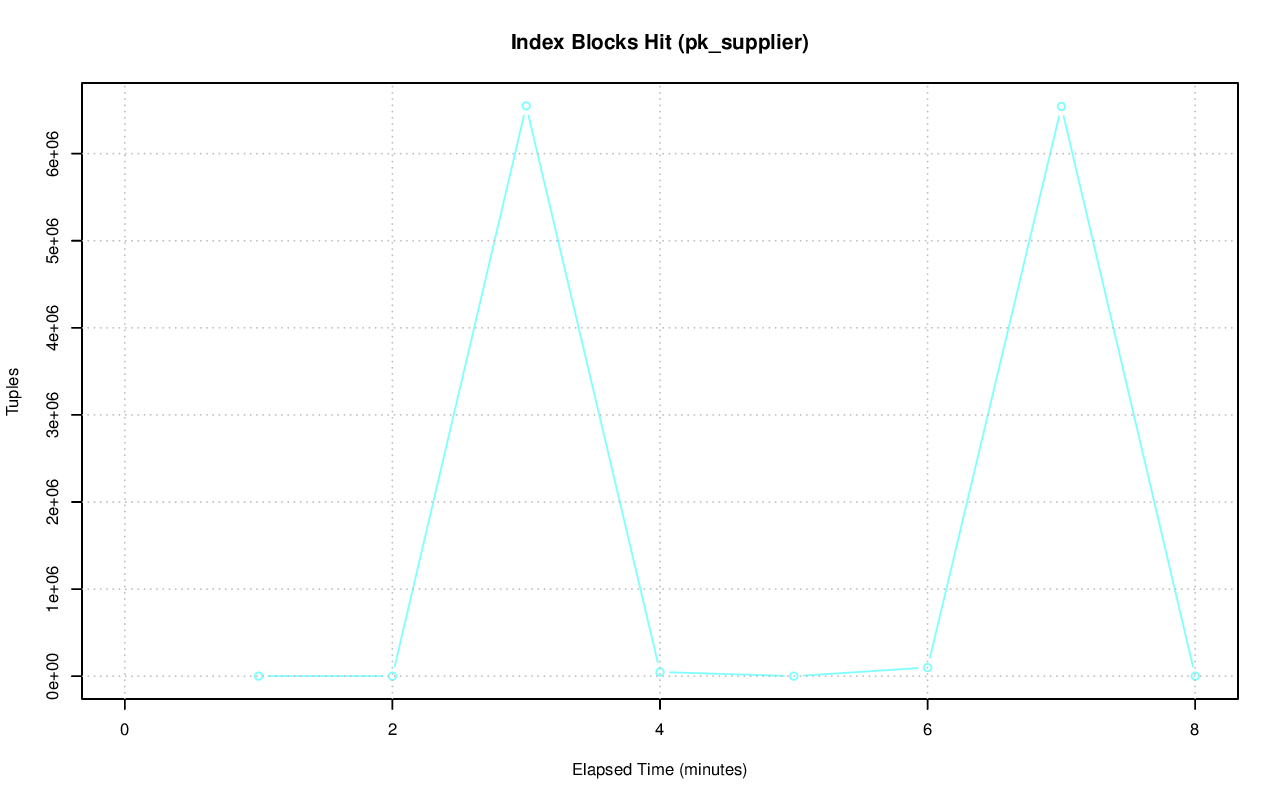 Index Blocks Hit (pk_supplier)
Tuples
6e+06
5e+06
4e+06
3e+06
2e+06
1e+06
0e+00
0 2 4 6 8
Elapsed Time (minutes)